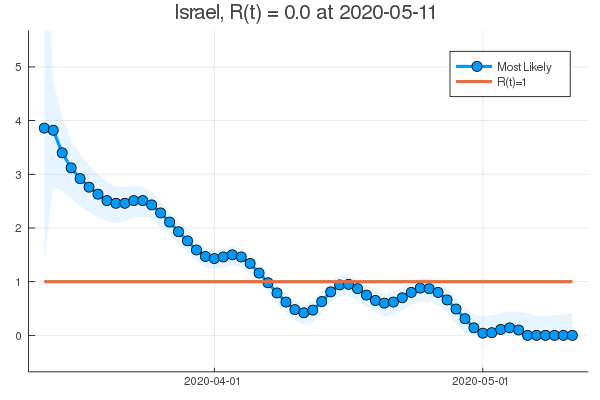 Israel, R(t) = 0.0 at 2020-05-11
Most Likely
R(t)=1
5
4
3
2
1
0
2020-04-01
2020-05-01